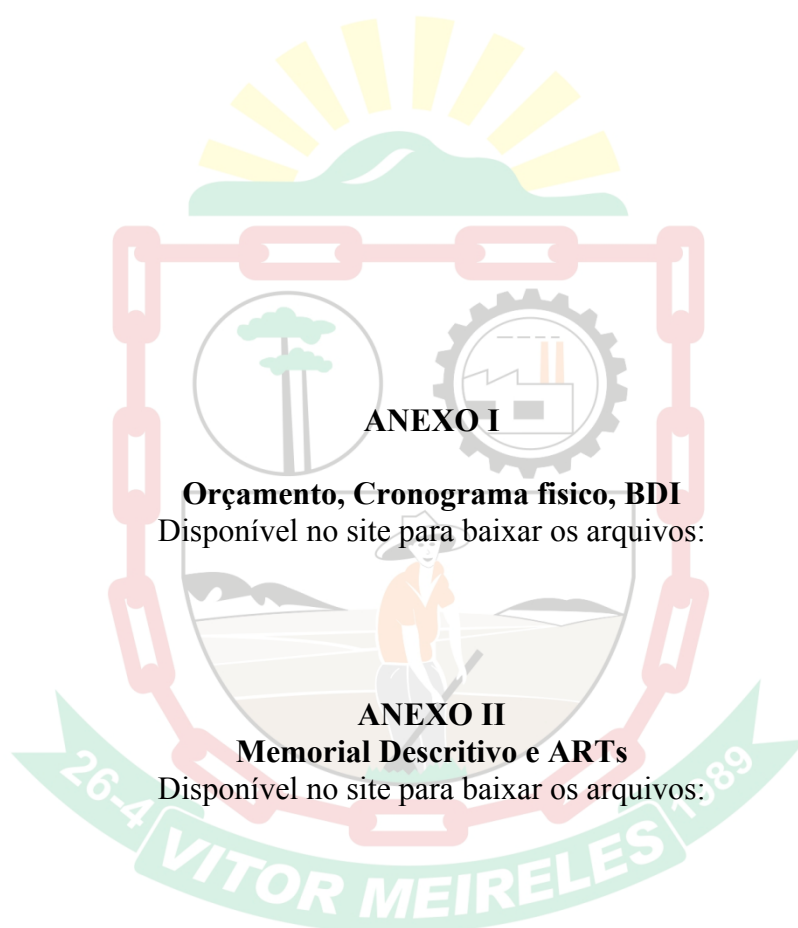 ANEXO I
Orçamento, Cronograma fisico, BDI
Disponível no site para baixar os arquivos:
ANEXO II
Memorial Descritivo e ARTs
Disponível no site para baixar os arquivos:
26-4
VITOR MEIRELES
1989